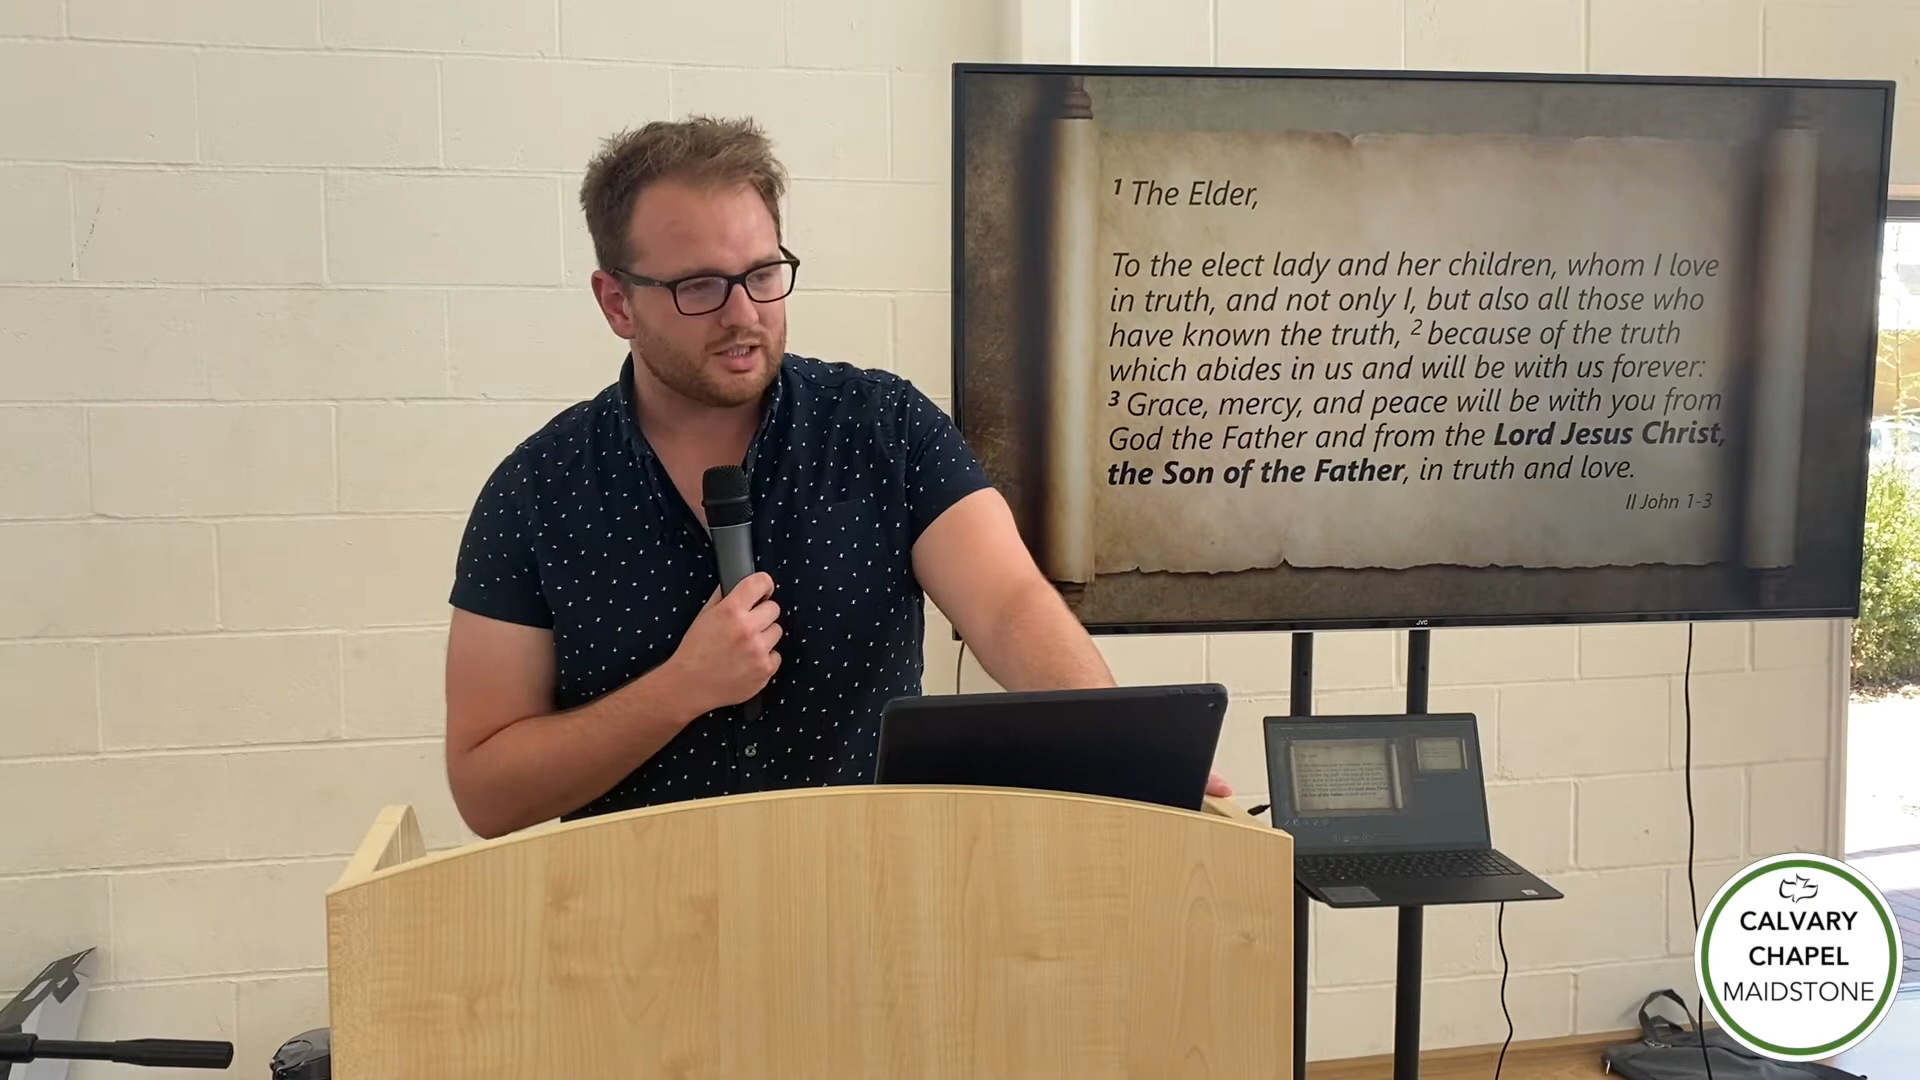 ¹ The Elder,
To the elect lady and her children, whom I love
in truth, and not only I, but also all those who
have known the truth, ² because of the truth
which abides in us and will be with us forever:
³ Grace, mercy, and peace will be with you from
God the Father and from the Lord Jesus Christ,
the Son of the Father, in truth and love.
II John 1-3
JVC
CALVARY
CHAPEL
MAIDSTONE